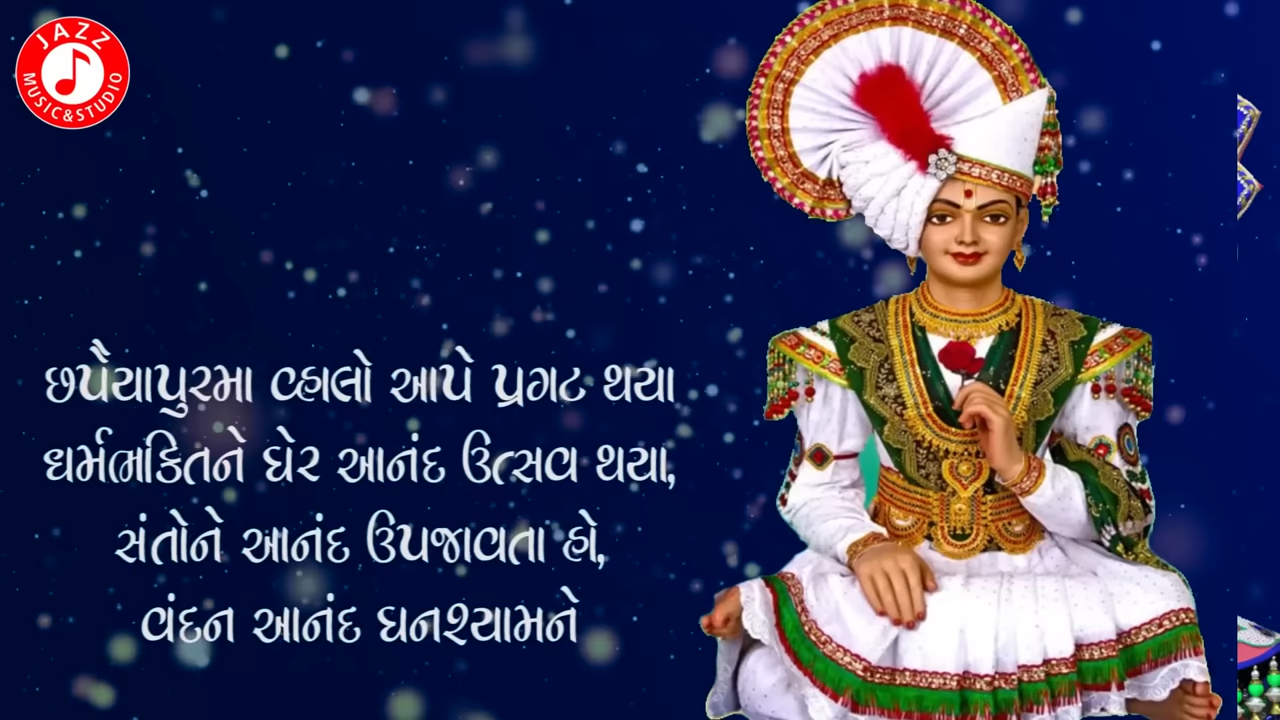 JAZZ
MUSIC&STUDIO
છપૈયાપુરમા વ્હાલો આપે પ્રગટ થયા
ધર્મભકિતને ઘેર આનંદ ઉત્સવ થયા,
સંતોને આનંદ ઉપજાવતા હો,
વંદન આનંદ ઘનશ્યામને